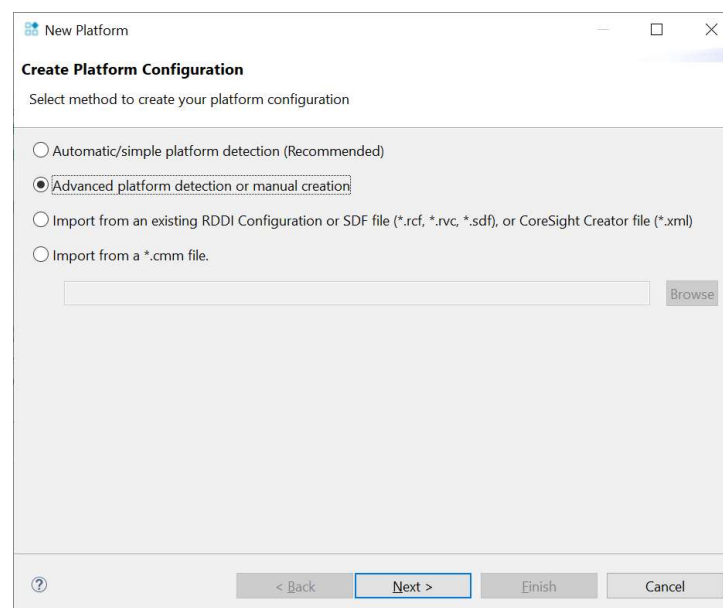 New Platform
Create Platform Configuration
Select method to create your platform configuration
Automatic/simple platform detection (Recommended)
Advanced platform detection or manual creation
Import from an existing RDDI Configuration or SDF file (*.rcf, *.rvc, *.sdf), or CoreSight Creator file (*.xml)
Import from a *.cmm file.
Browse
? < Back Next > Finish Cancel